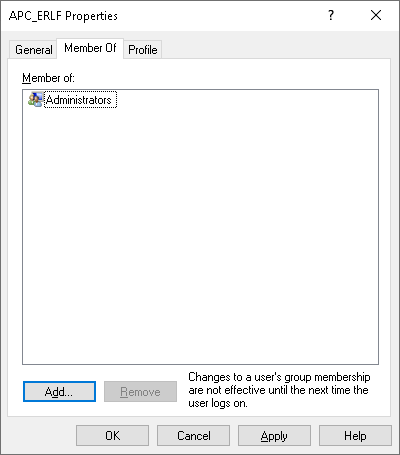 APC_ERLF Properties
?
General Member Of Profile
Member of:
Administrators
Add... Remove
Changes to a user's group membership
are not effective until the next time the
user logs on.
OK Cancel Apply Help